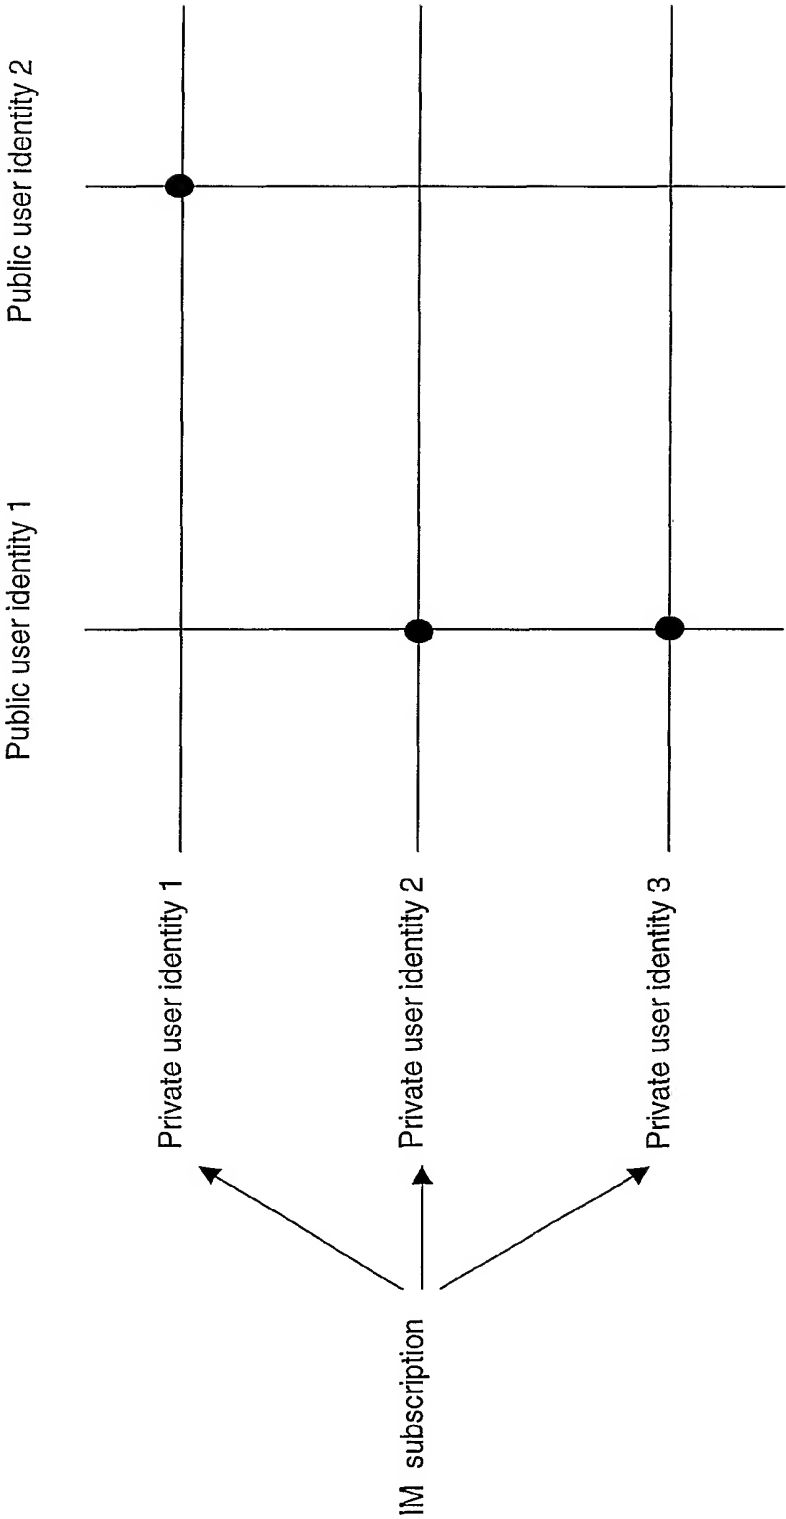 Public user identity 1
Public user identity 2
Private user identity 1
IM subscription
Private user identity 2
Private user identity 3